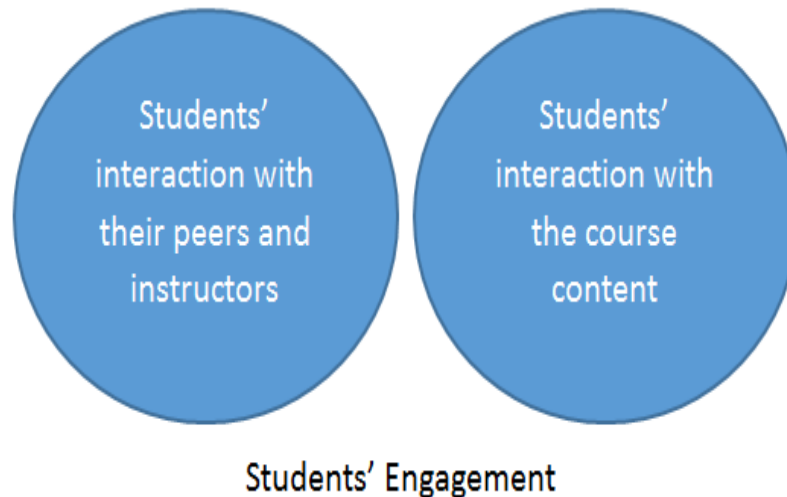 Students’
interaction with
their peers and
instructors
Students’
interaction with
the course
content
Students’ Engagement